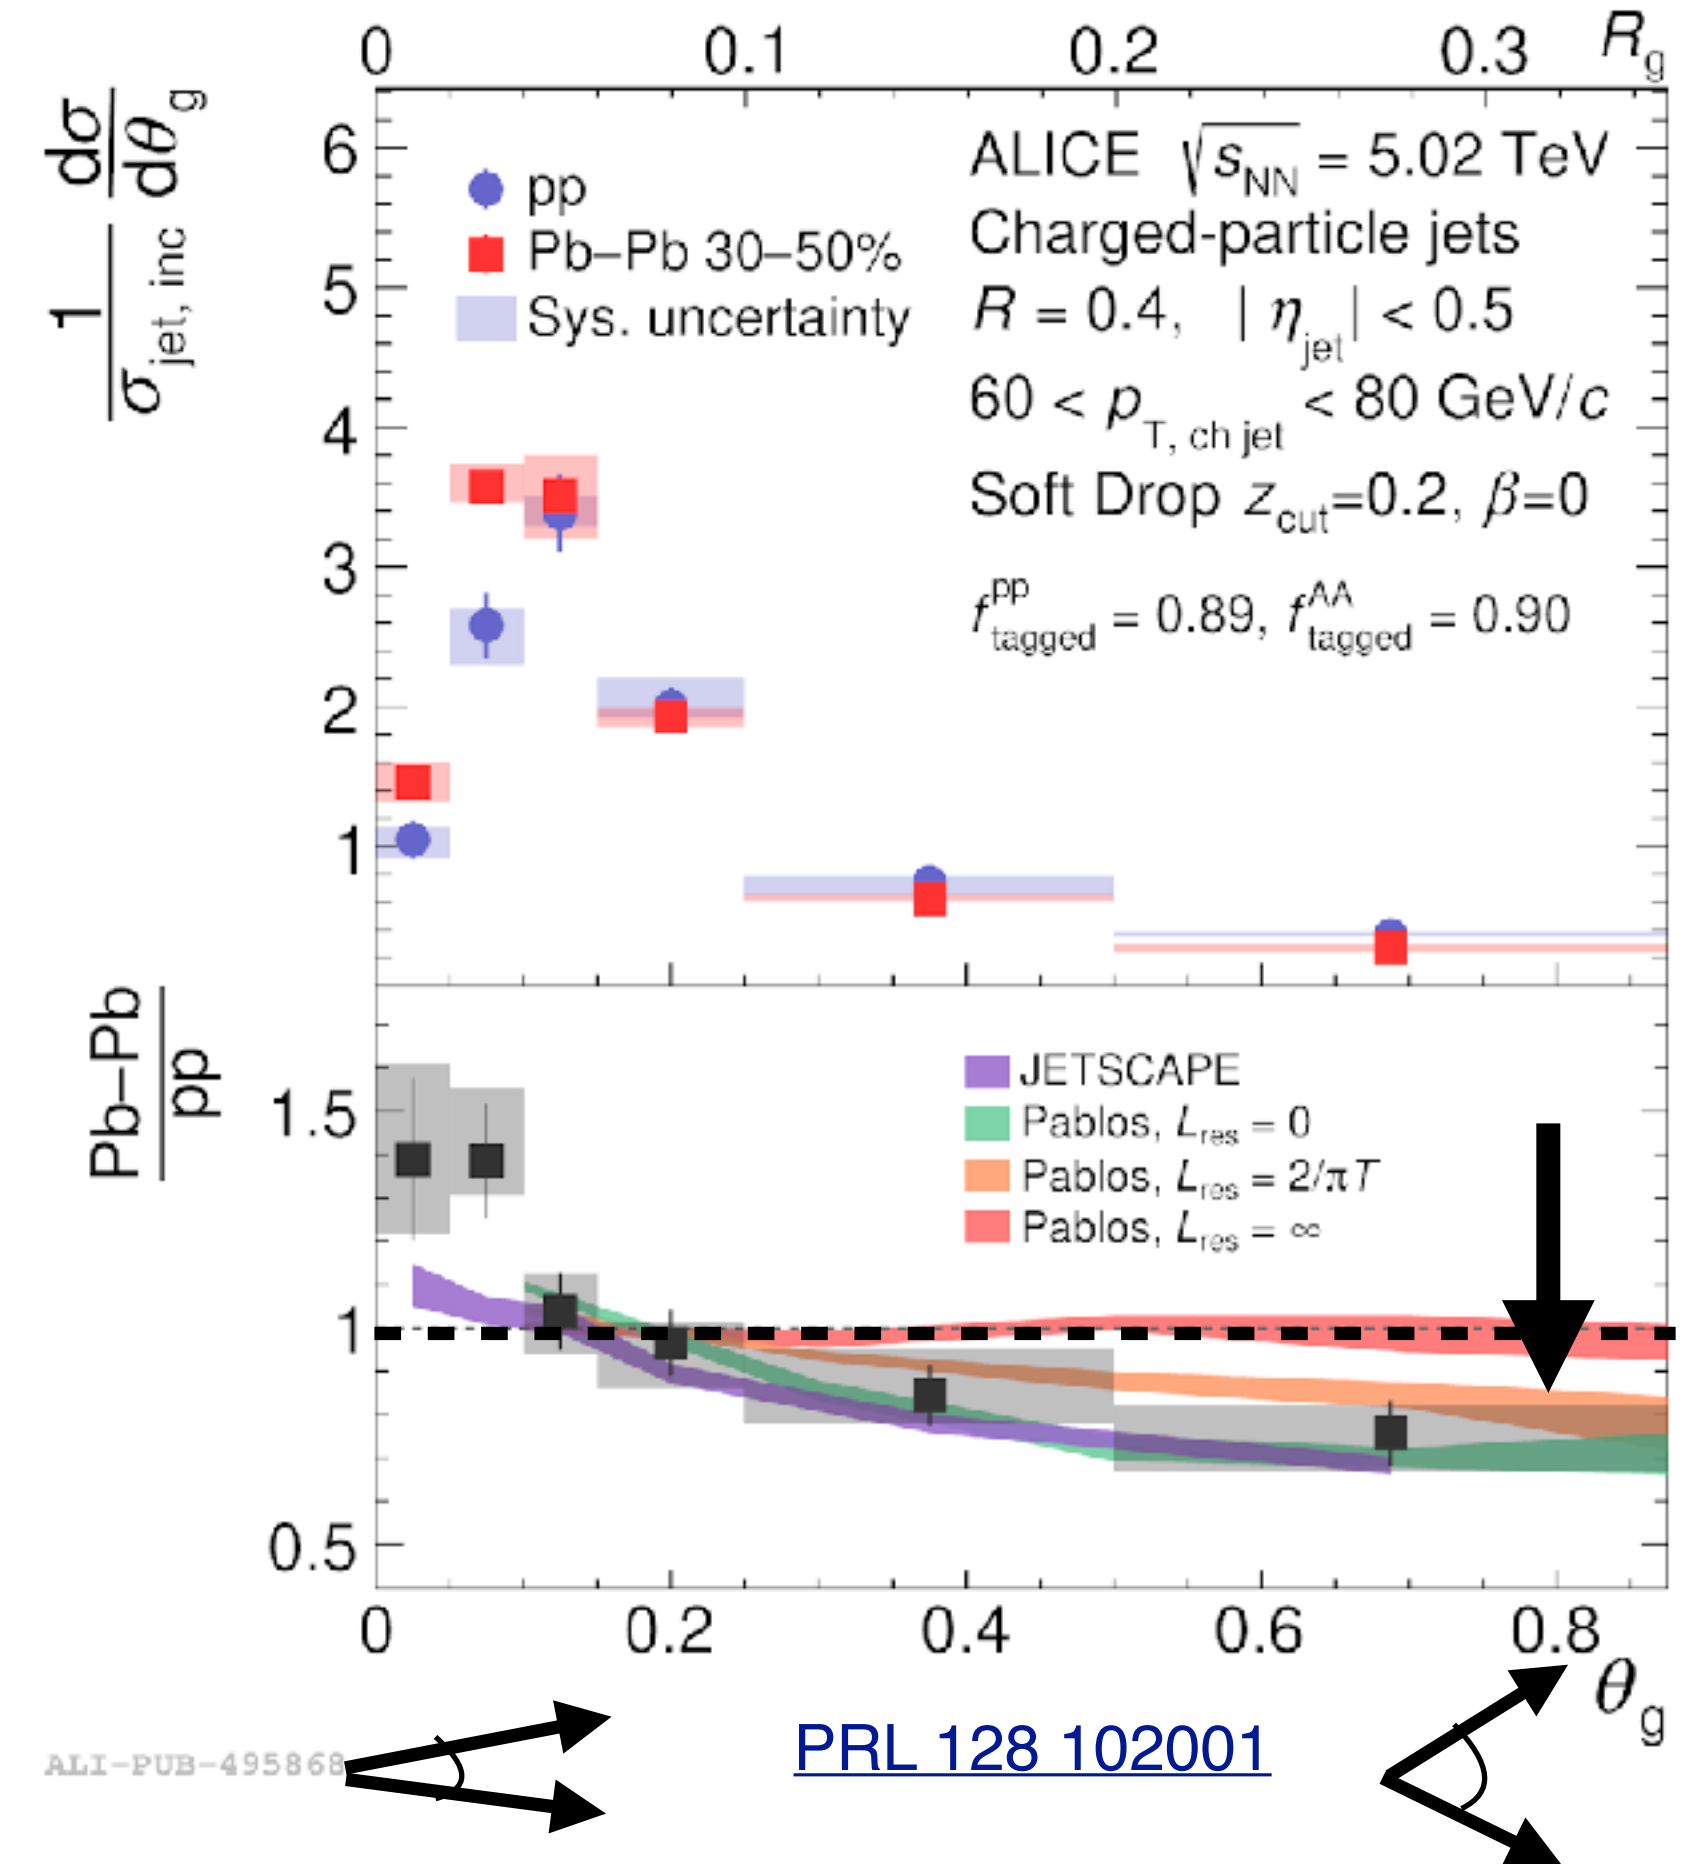 0 0.1 0.2 0.3 R_g
1/σ_jet, inc dσ/dθ_g
6
5
4
3
2
1
pp
Pb–Pb 30–50%
Sys. uncertainty
ALICE √s_NN = 5.02 TeV
Charged-particle jets
R = 0.4, | η_jet | < 0.5
60 < p_T, ch jet < 80 GeV/c
Soft Drop z_cut=0.2, β=0
f_tagged^pp = 0.89, f_tagged^AA = 0.90
Pb–Pb/pp
1.5
1
0.5
JETSCAPE
Pablos, L_res = 0
Pablos, L_res = 2/πT
Pablos, L_res = ∞
0 0.2 0.4 0.6 0.8
θ_g
ALI-PUB-495868
PRL 128 102001